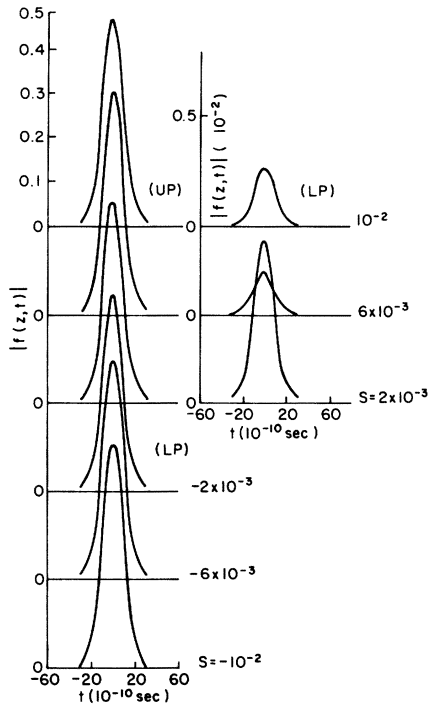 0.5
0.4
0.3
0.2
0.1
0
0
0
0
0
0
|f(z,t)|
(UP)
(LP)
-2x10⁻³
-6x10⁻³
S=-10⁻²
-60 -20 20 60
t(10⁻¹⁰ sec)
0.5
0
0
0
|f(z,t)| ( 10⁻²)
(LP)
10⁻²
6x10⁻³
S=2x10⁻³
-60 -20 20 60
t(10⁻¹⁰ sec)